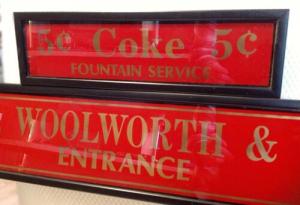 5¢ Coke 5¢
FOUNTAIN SERVICE
WOOLWORTH &
ENTRANCE